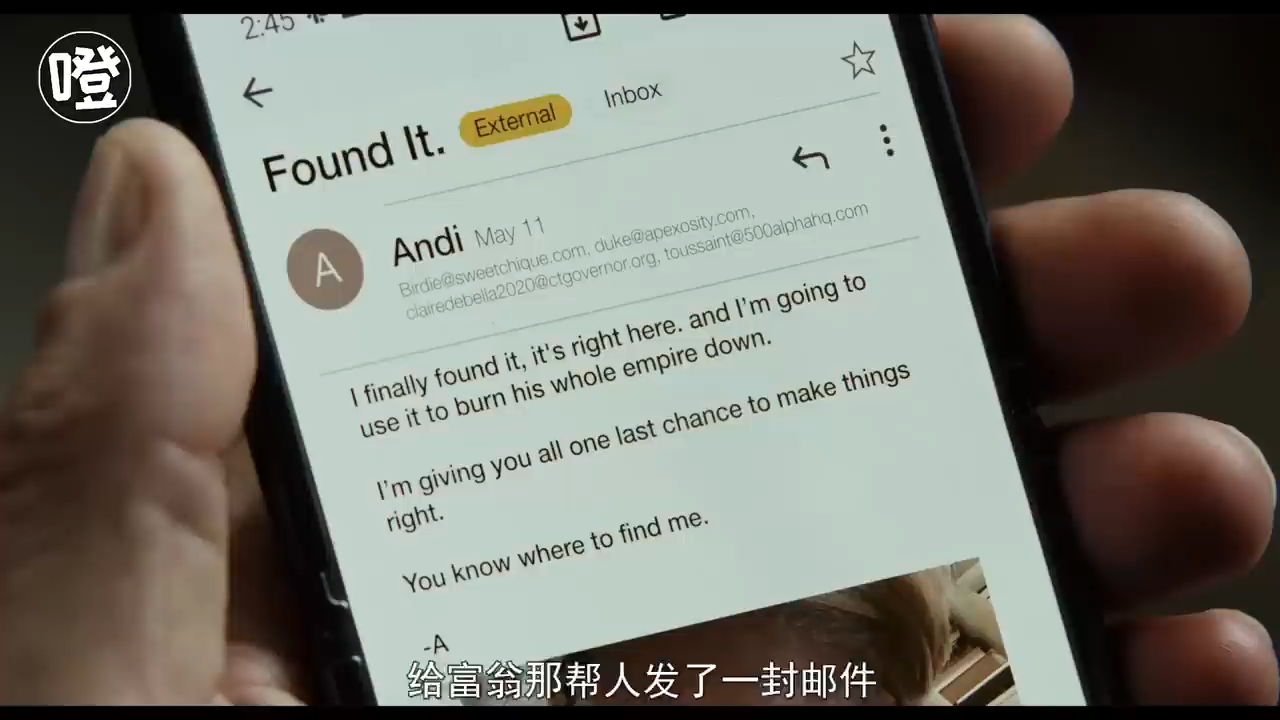 2:45
噔
Found It. External Inbox
A
Andi May 11
Birdie@sweetchique.com, duke@apexosity.com,
clairedebella2020@ctgovernor.org, toussaint@500alphahq.com
I finally found it, it's right here. and I'm going to
use it to burn his whole empire down.
I'm giving you all one last chance to make things
right.
You know where to find me.
-A
给富翁那帮人发了一封邮件